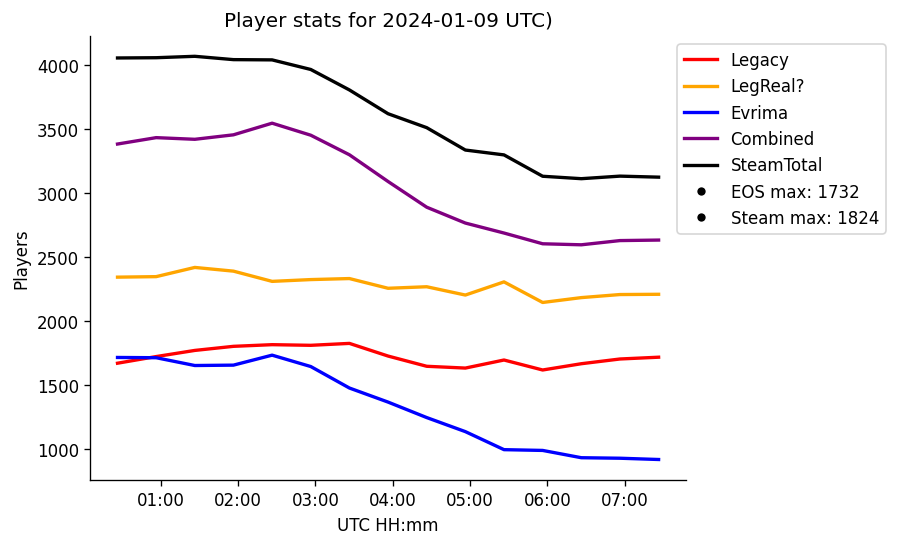 Player stats for 2024-01-09 UTC)
Legacy
LegReal?
Evrima
Combined
SteamTotal
EOS max: 1732
Steam max: 1824
Players
4000
3500
3000
2500
2000
1500
1000
01:00 02:00 03:00 04:00 05:00 06:00 07:00
UTC HH:mm